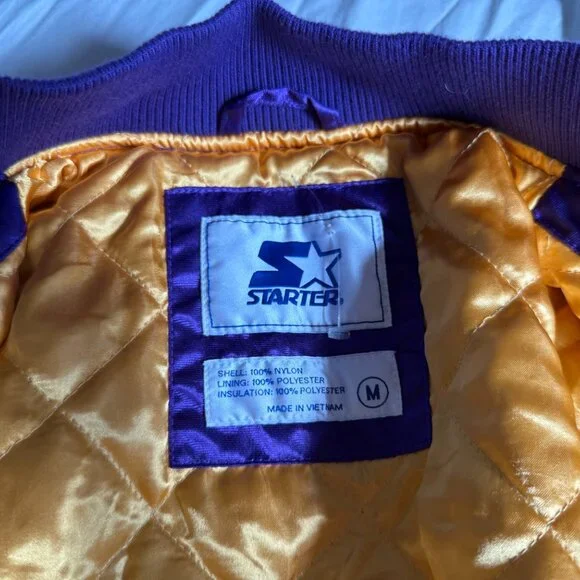 STARTER®
SHELL: 100% NYLON
LINING: 100% POLYESTER
INSULATION: 100% POLYESTER
M
MADE IN VIETNAM